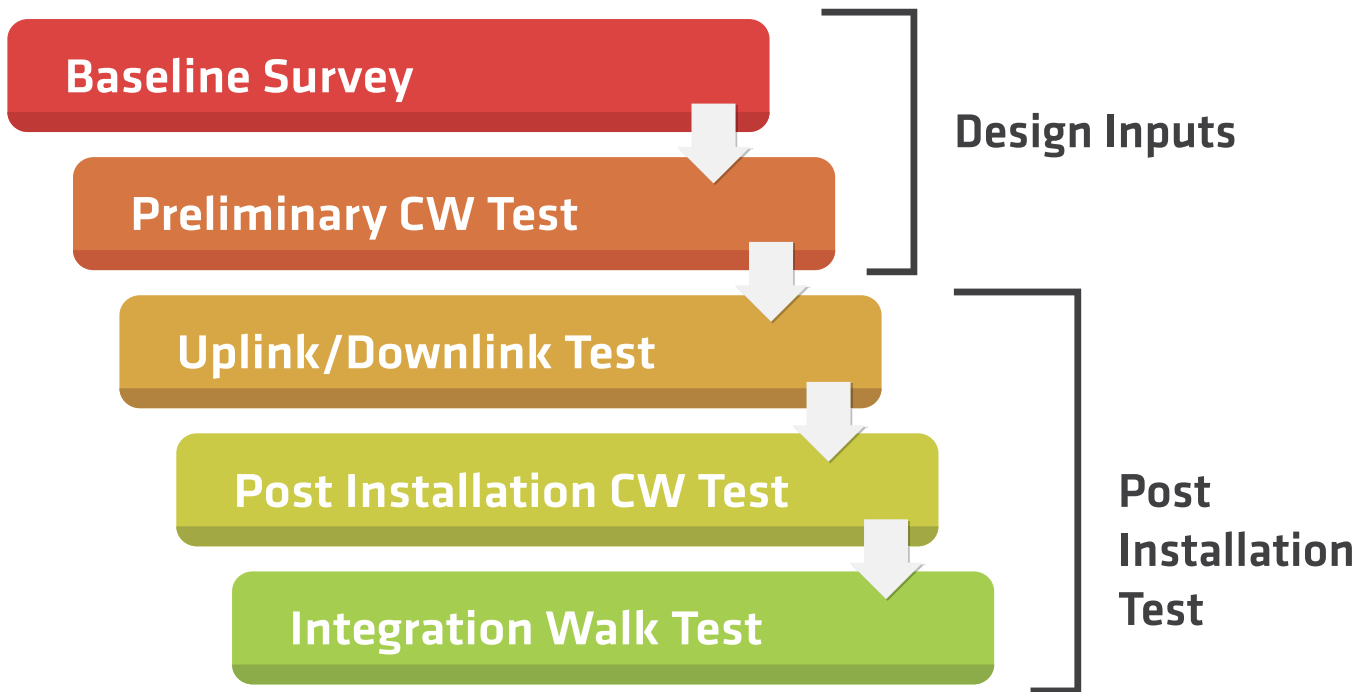 Baseline Survey
Design Inputs
Preliminary CW Test
Uplink/Downlink Test
Post Installation CW Test
Integration Walk Test
Post
Installation
Test